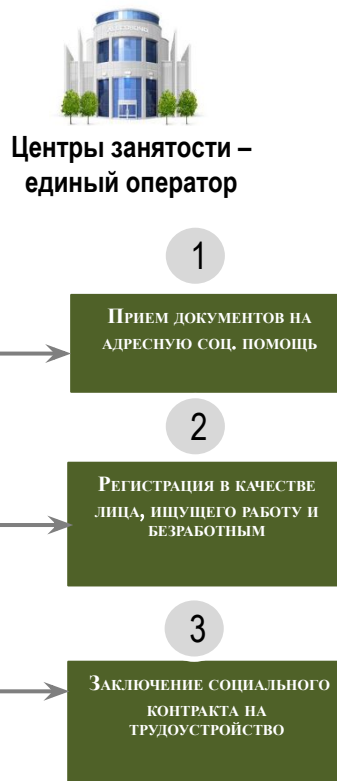 Центры занятости –
единый оператор
1
Прием документов на
адресную соц. помощь
2
Регистрация в качестве
лица, ищущего работу и
безработным
3
Заключение социального
контракта на
трудоустройство